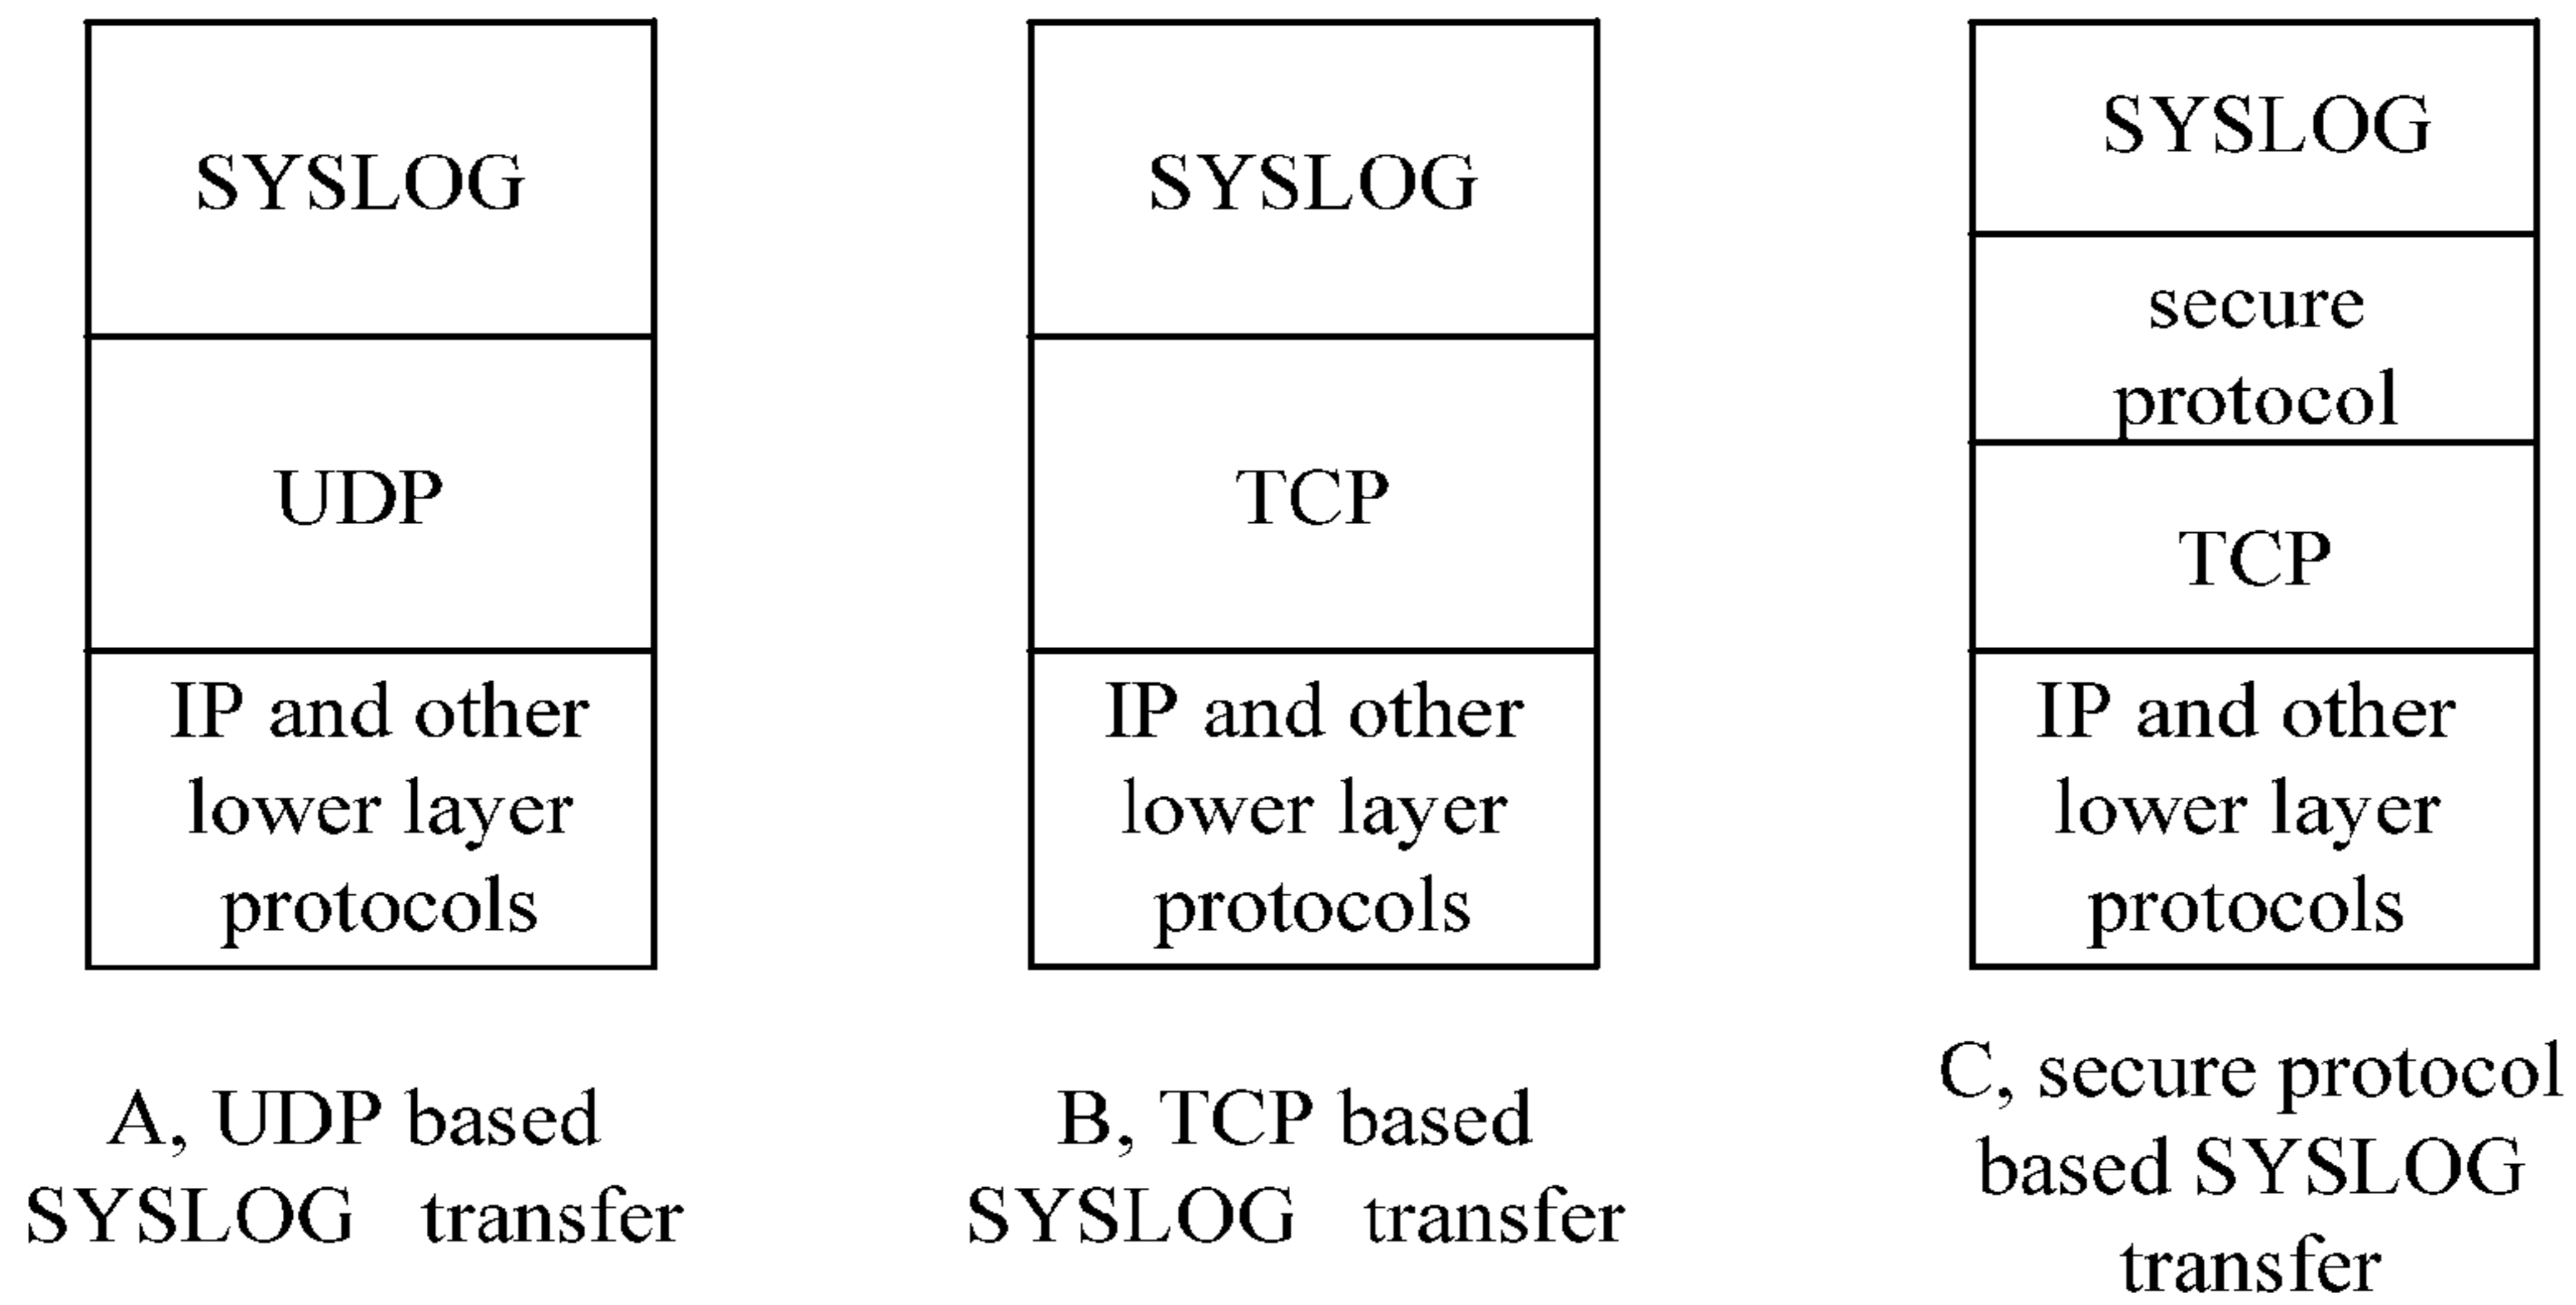 SYSLOG
UDP
IP and other
lower layer
protocols
A, UDP based
SYSLOG transfer
SYSLOG
TCP
IP and other
lower layer
protocols
B, TCP based
SYSLOG transfer
SYSLOG
secure
protocol
TCP
IP and other
lower layer
protocols
C, secure protocol
based SYSLOG
transfer